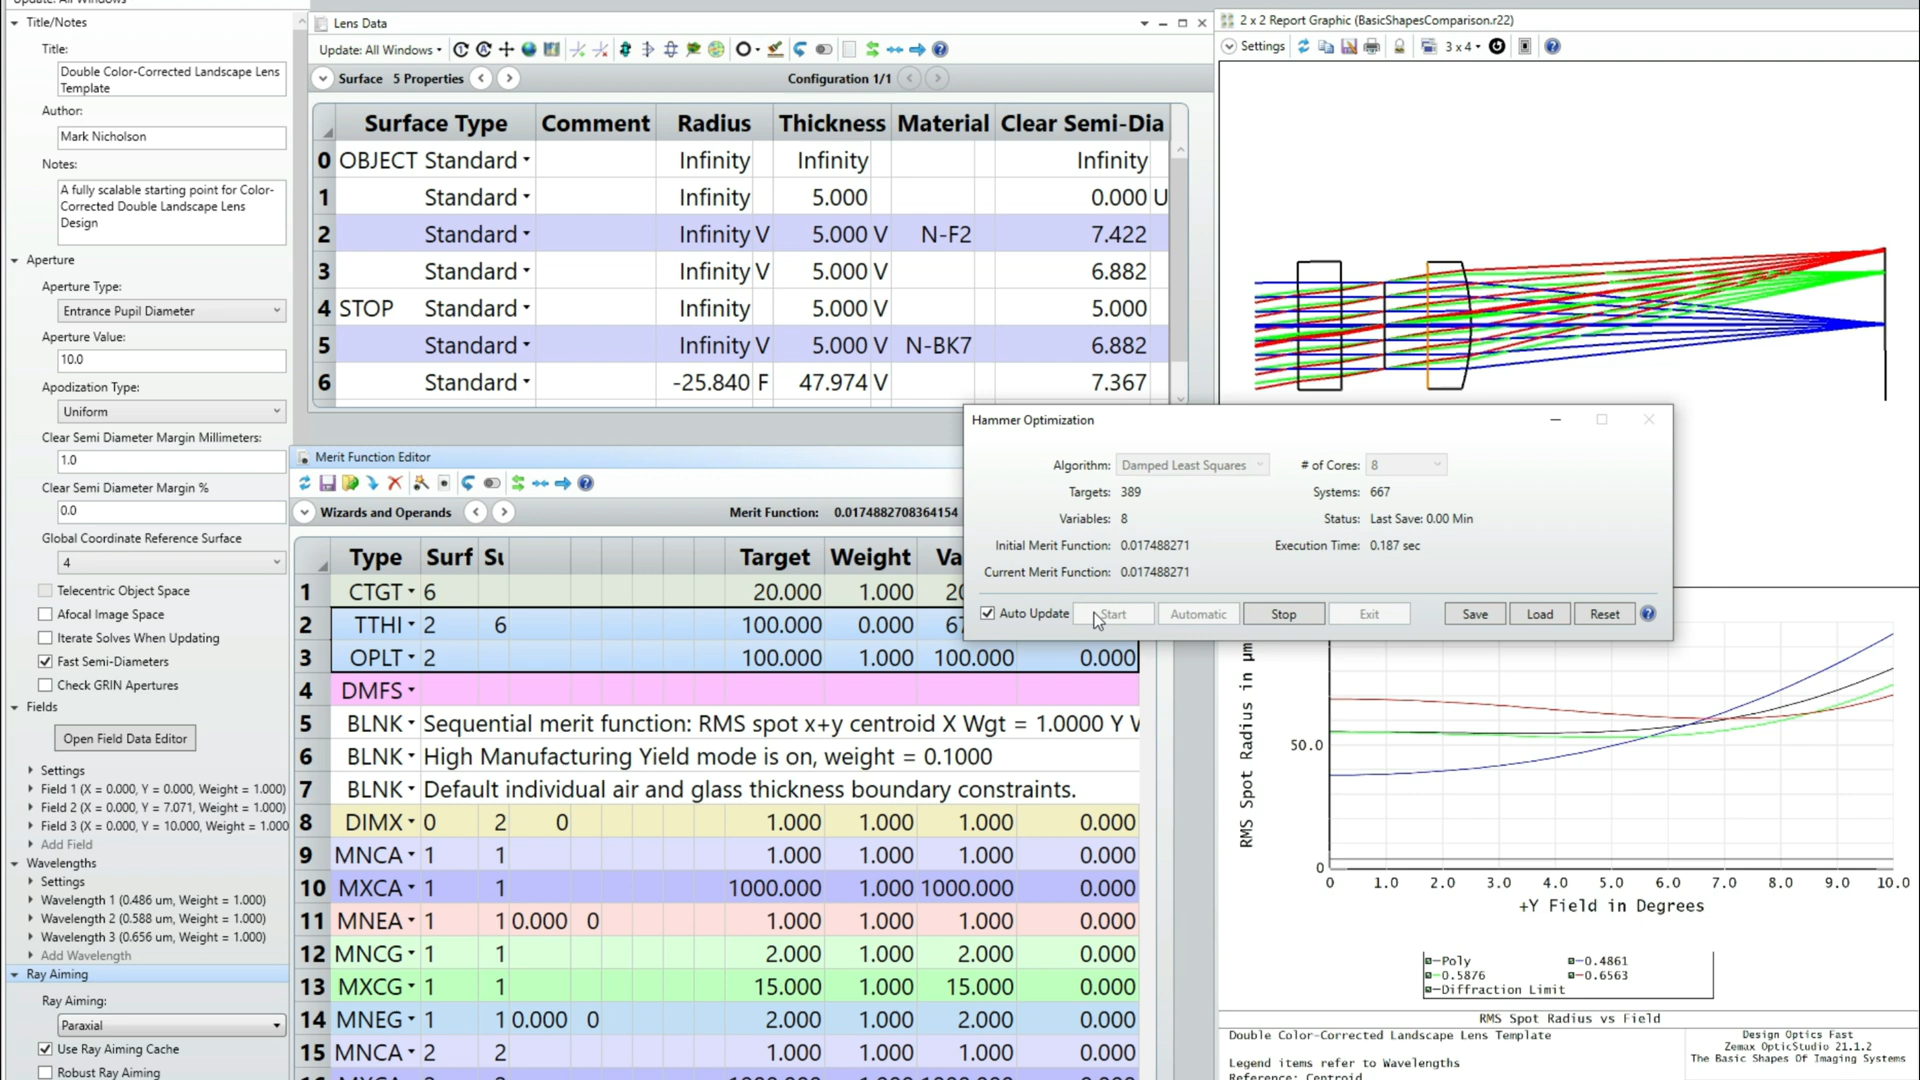 Update: All Windows
Title/Notes
Title:
Double Color-Corrected Landscape Lens
Template
Author:
Mark Nicholson
Notes:
A fully scalable starting point for Color-
Corrected Double Landscape Lens
Design
Aperture
Aperture Type:
Entrance Pupil Diameter
Aperture Value:
10.0
Apodization Type:
Uniform
Clear Semi Diameter Margin Millimeters:
1.0
Clear Semi Diameter Margin %
0.0
Global Coordinate Reference Surface
4
Telecentric Object Space
Afocal Image Space
Iterate Solves When Updating
Fast Semi-Diameters
Check GRIN Apertures
Fields
Open Field Data Editor
Settings
Field 1 (X = 0.000, Y = 0.000, Weight = 1.000)
Field 2 (X = 0.000, Y = 7.071, Weight = 1.000)
Field 3 (X = 0.000, Y = 10.000, Weight = 1.000
Add Field
Wavelengths
Settings
Wavelength 1 (0.486 um, Weight = 1.000)
Wavelength 2 (0.588 um, Weight = 1.000)
Wavelength 3 (0.656 um, Weight = 1.000)
Add Wavelength
Ray Aiming
Ray Aiming:
Paraxial
Use Ray Aiming Cache
Robust Ray Aiming
Lens Data
Update: All Windows
Surface 5 Properties
Configuration 1/1
Surface Type Comment Radius Thickness Material Clear Semi-Dia
0 OBJECT Standard Infinity Infinity Infinity
1 Standard Infinity 5.000 0.000 U
2 Standard Infinity V 5.000 V N-F2 7.422
3 Standard Infinity V 5.000 V 6.882
4 STOP Standard Infinity 5.000 V 5.000
5 Standard Infinity V 5.000 V N-BK7 6.882
6 Standard -25.840 F 47.974 V 7.367
Merit Function Editor
Wizards and Operands
Merit Function: 0.0174882708364154
Type Surf Su Target Weight Va
1 CTGT 6 20.000 1.000 20
2 TTHI 2 6 100.000 0.000 67
3 OPLT 2 100.000 1.000 100.000 0.000
4 DMFS
5 BLNK Sequential merit function: RMS spot x+y centroid X Wgt = 1.0000 Y W
6 BLNK High Manufacturing Yield mode is on, weight = 0.1000
7 BLNK Default individual air and glass thickness boundary constraints.
8 DIMX 0 2 0 1.000 1.000 1.000 0.000
9 MNCA 1 1 1.000 1.000 1.000 0.000
10 MXCA 1 1 1000.000 1.000 1000.000 0.000
11 MNEA 1 1 0.000 0 1.000 1.000 1.000 0.000
12 MNCG 1 1 2.000 1.000 2.000 0.000
13 MXCG 1 1 15.000 1.000 15.000 0.000
14 MNEG 1 1 0.000 0 2.000 1.000 2.000 0.000
15 MNCA 2 2 1.000 1.000 1.000 0.000
Hammer Optimization
Algorithm: Damped Least Squares # of Cores: 8
Targets: 389 Systems: 667
Variables: 8 Status: Last Save: 0.00 Min
Initial Merit Function: 0.017488271 Execution Time: 0.187 sec
Current Merit Function: 0.017488271
Auto Update Start Automatic Stop Exit Save Load Reset
2 x 2 Report Graphic (BasicShapesComparison.r22)
Settings 3 x 4
RMS Spot Radius in µm
50.0
0
0 1.0 2.0 3.0 4.0 5.0 6.0 7.0 8.0 9.0 10.0
+Y Field in Degrees
Poly 0.4861
0.5876 0.6563
Diffraction Limit
RMS Spot Radius vs Field
Double Color-Corrected Landscape Lens Template
Legend items refer to Wavelengths
Reference: Centroid
Design Optics Fast
Zemax OpticStudio 21.1.2
The Basic Shapes Of Imaging Systems